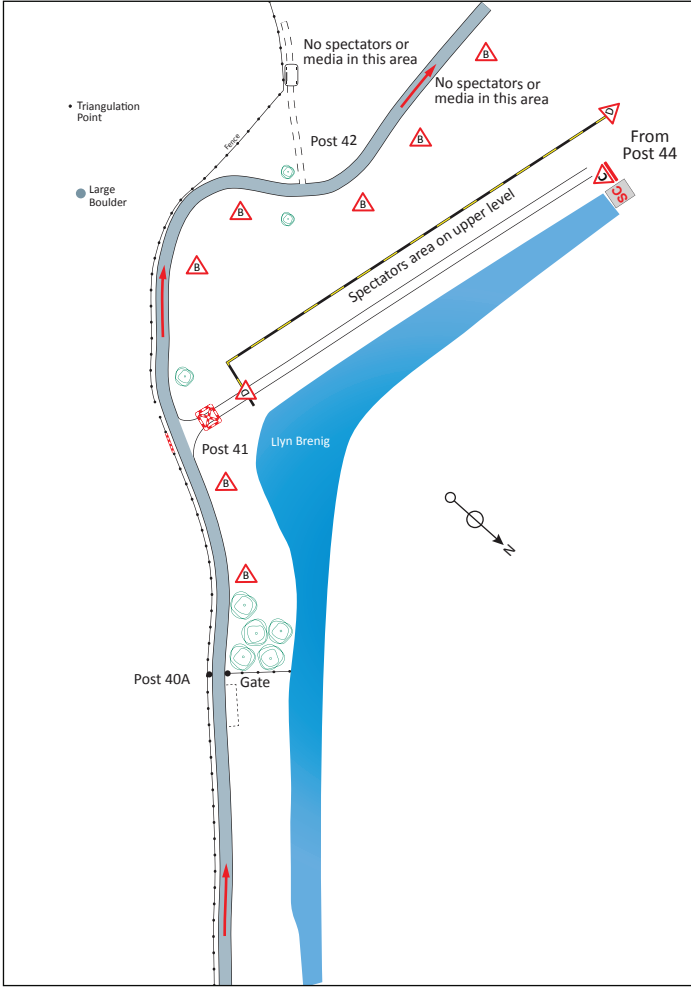 No spectators or
media in this area
B
No spectators or
media in this area
Triangulation
Point
D
Fence
Post 42
B
From
Post 44
C
SC
Large
Boulder
B
B
Spectators area on upper level
B
D
Post 41
Llyn Brenig
B
N
B
Post 40A
Gate